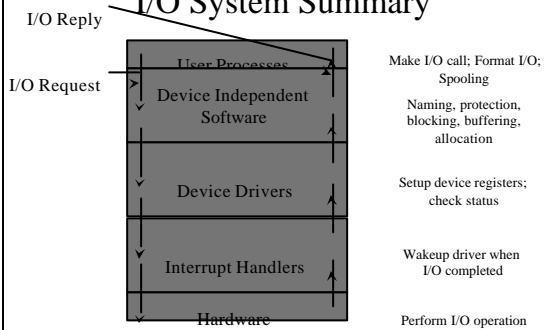 I/O System Summary
I/O Reply
I/O Request
User Processes
Make I/O call; Format I/O;
Spooling
Device Independent
Software
Naming, protection,
blocking, buffering,
allocation
Device Drivers
Setup device registers;
check status
Interrupt Handlers
Wakeup driver when
I/O completed
Hardware
Perform I/O operation